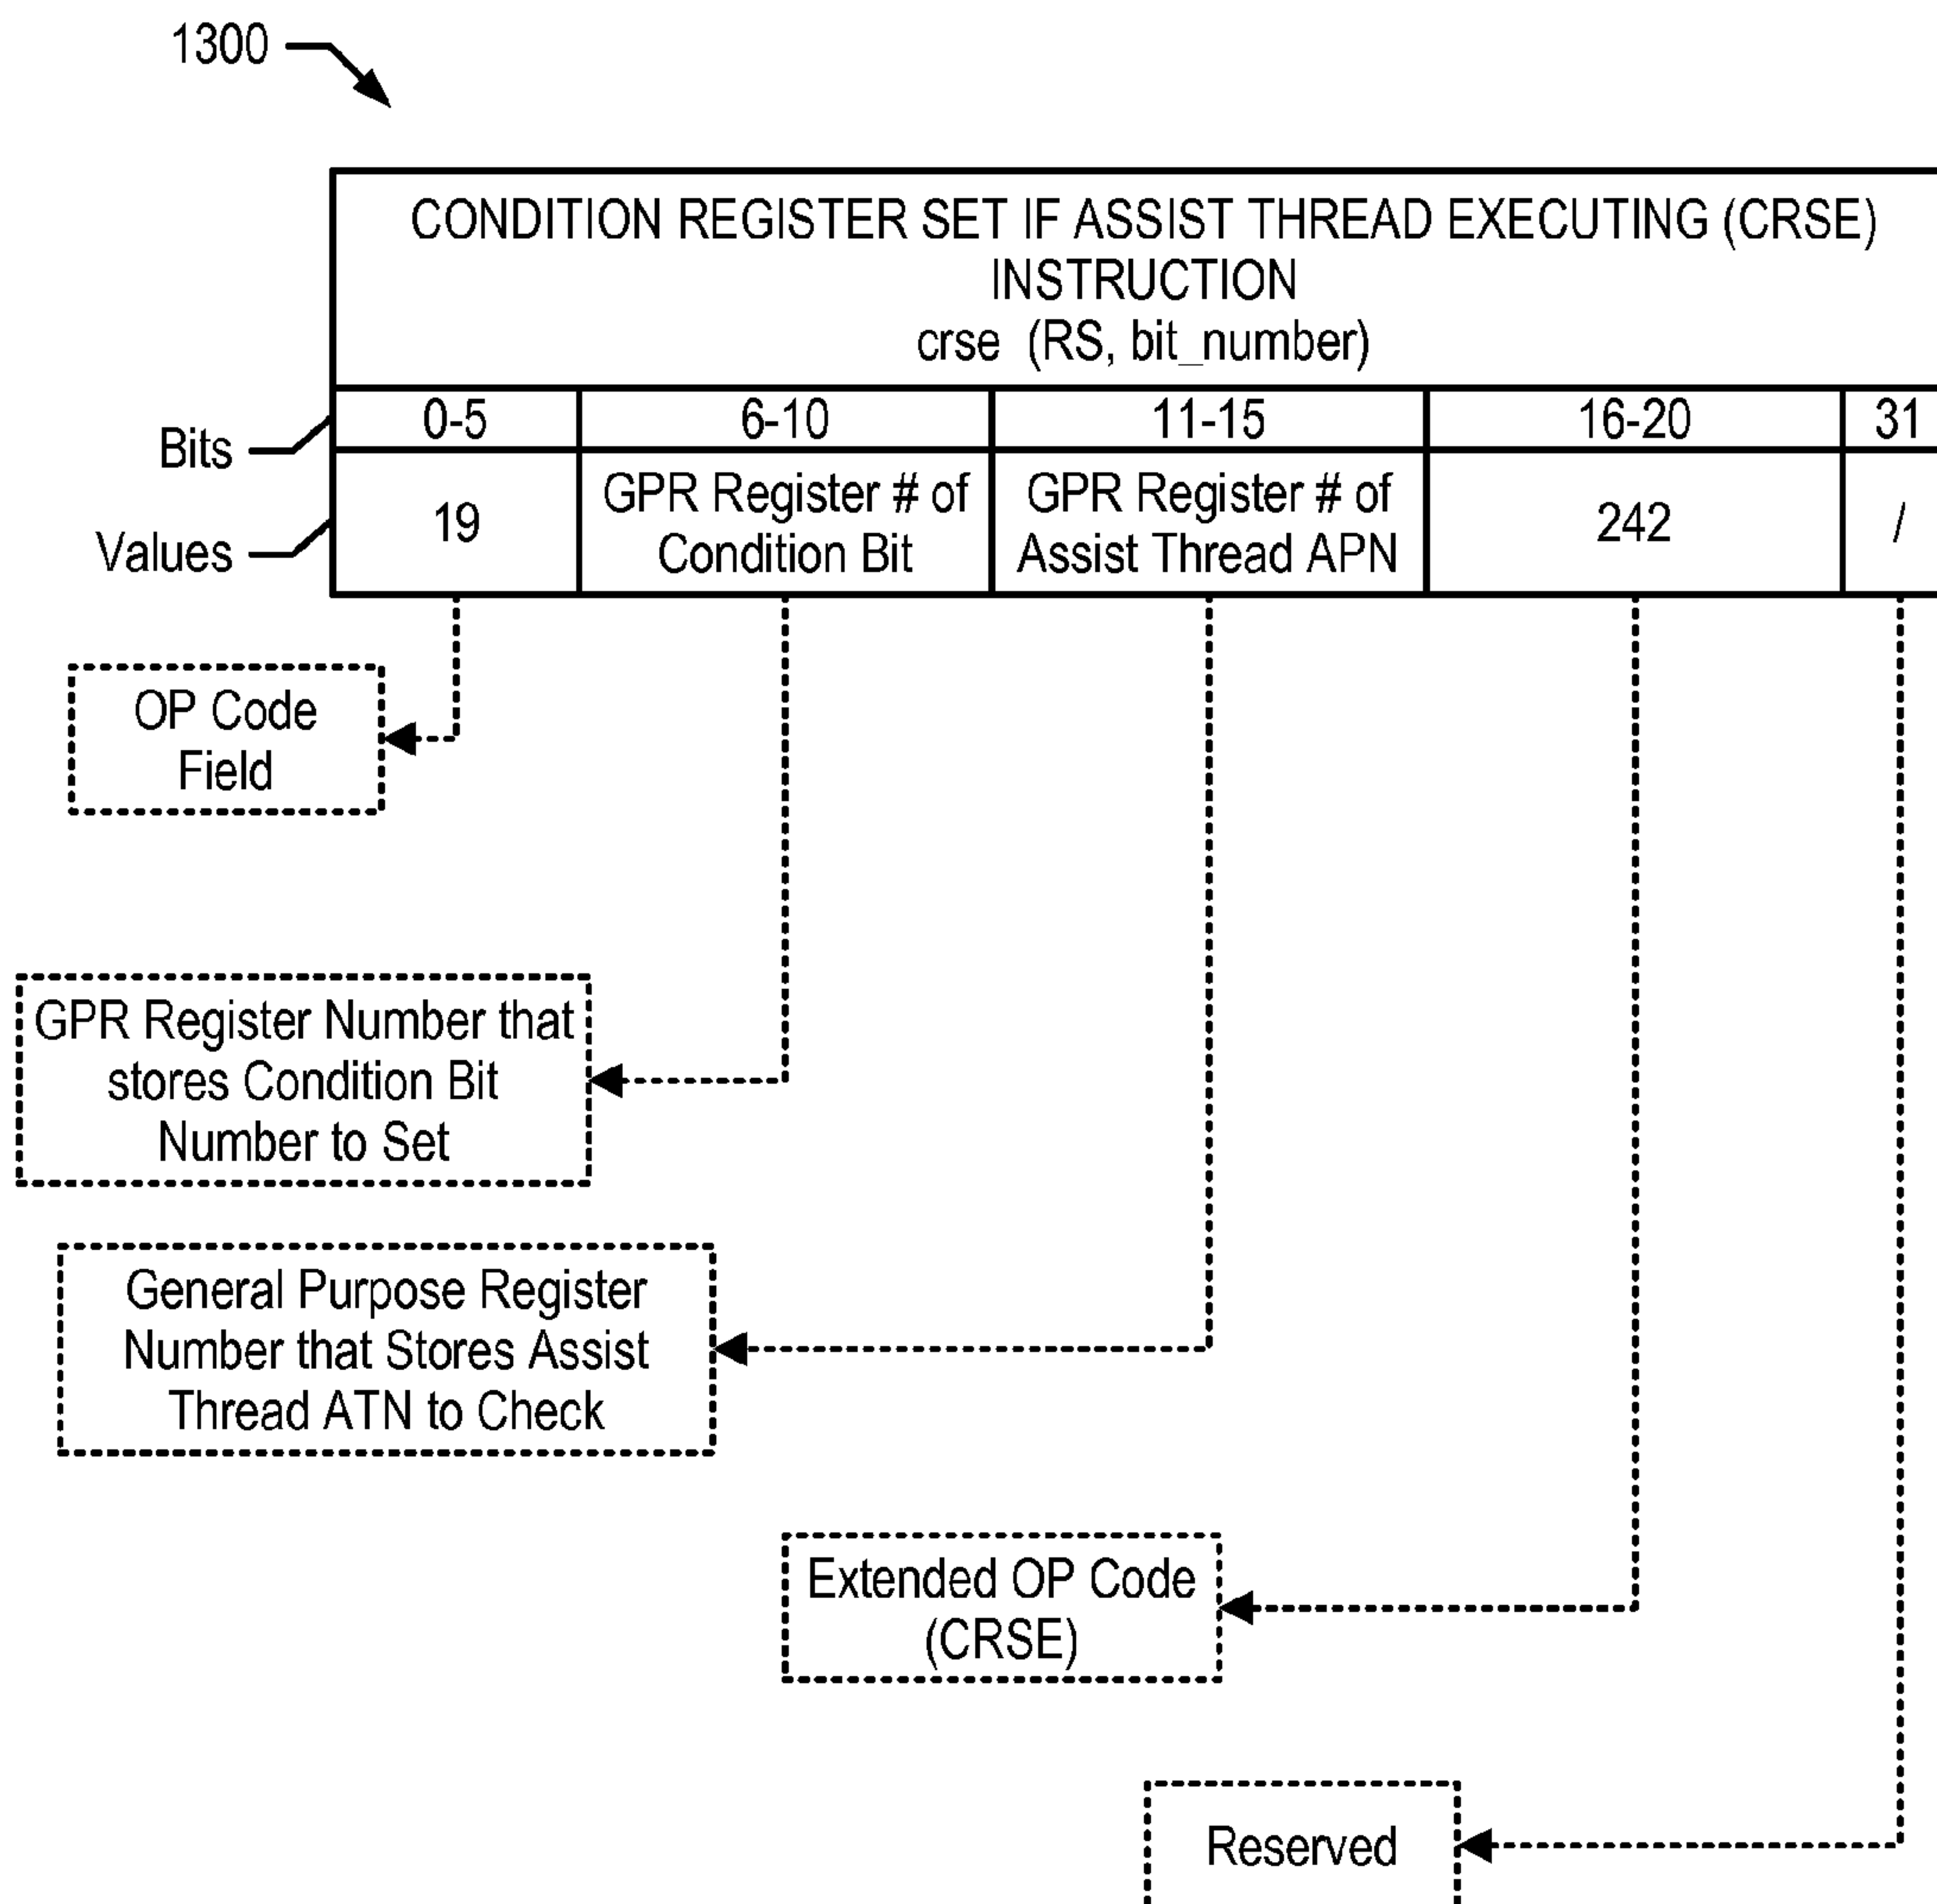 1300
CONDITION REGISTER SET IF ASSIST THREAD EXECUTING (CRSE)
INSTRUCTION
crse (RS, bit_number)
Bits
0-5
6-10
11-15
16-20
31
Values
19
GPR Register # of
Condition Bit
GPR Register # of
Assist Thread APN
242
/
OP Code
Field
GPR Register Number that
stores Condition Bit
Number to Set
General Purpose Register
Number that Stores Assist
Thread ATN to Check
Extended OP Code
(CRSE)
Reserved